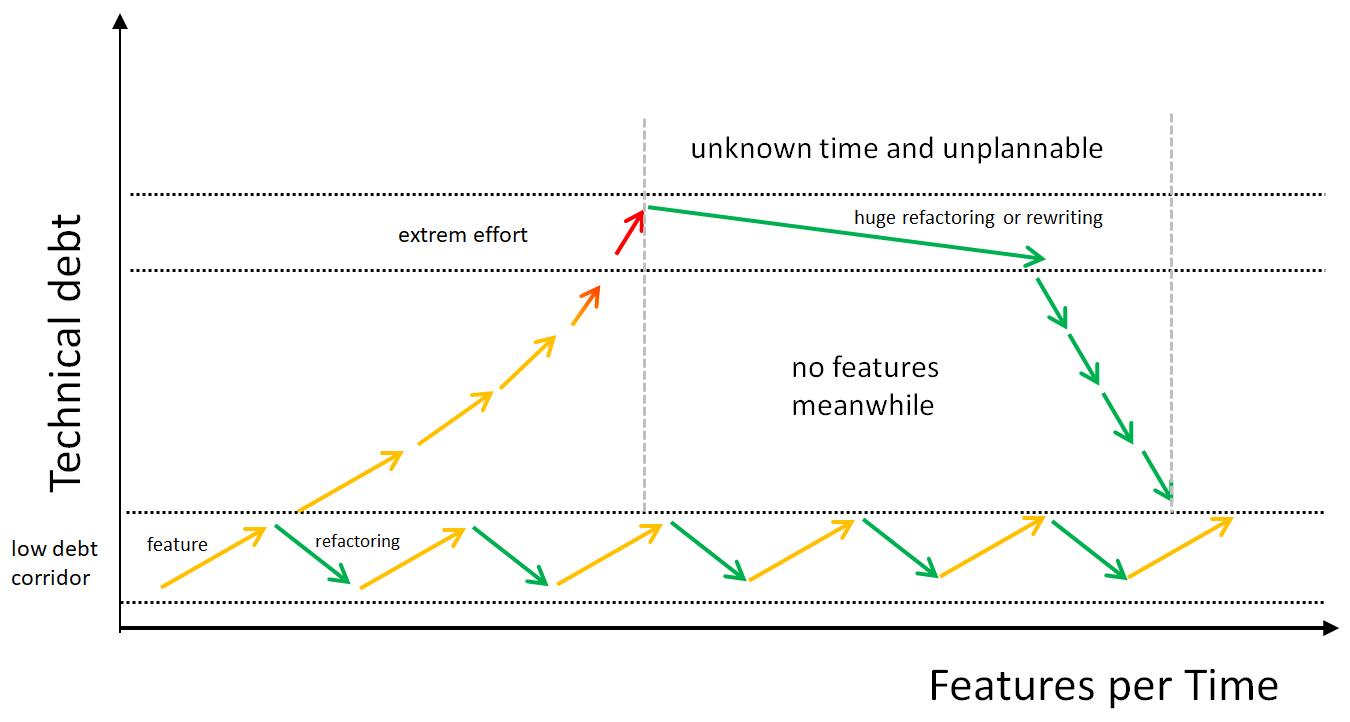 unknown time and unplannable
huge refactoring or rewriting
extrem effort
Technical debt
no features
meanwhile
low debt
corridor
feature
refactoring
Features per Time